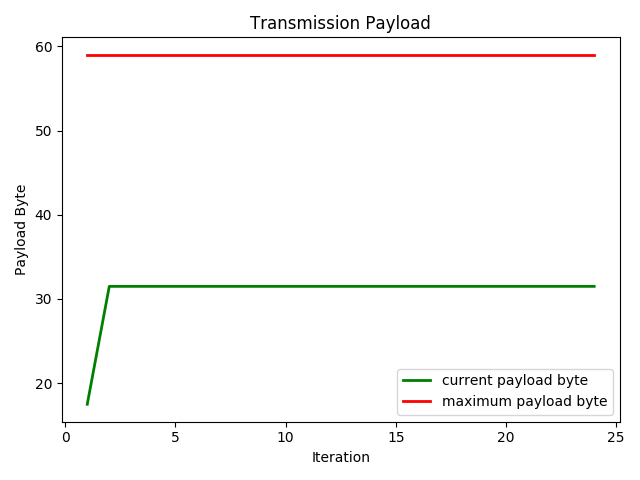 Transmission Payload
60
50
40
30
20
Payload Byte
0 5 10 15 20 25
Iteration
current payload byte
maximum payload byte